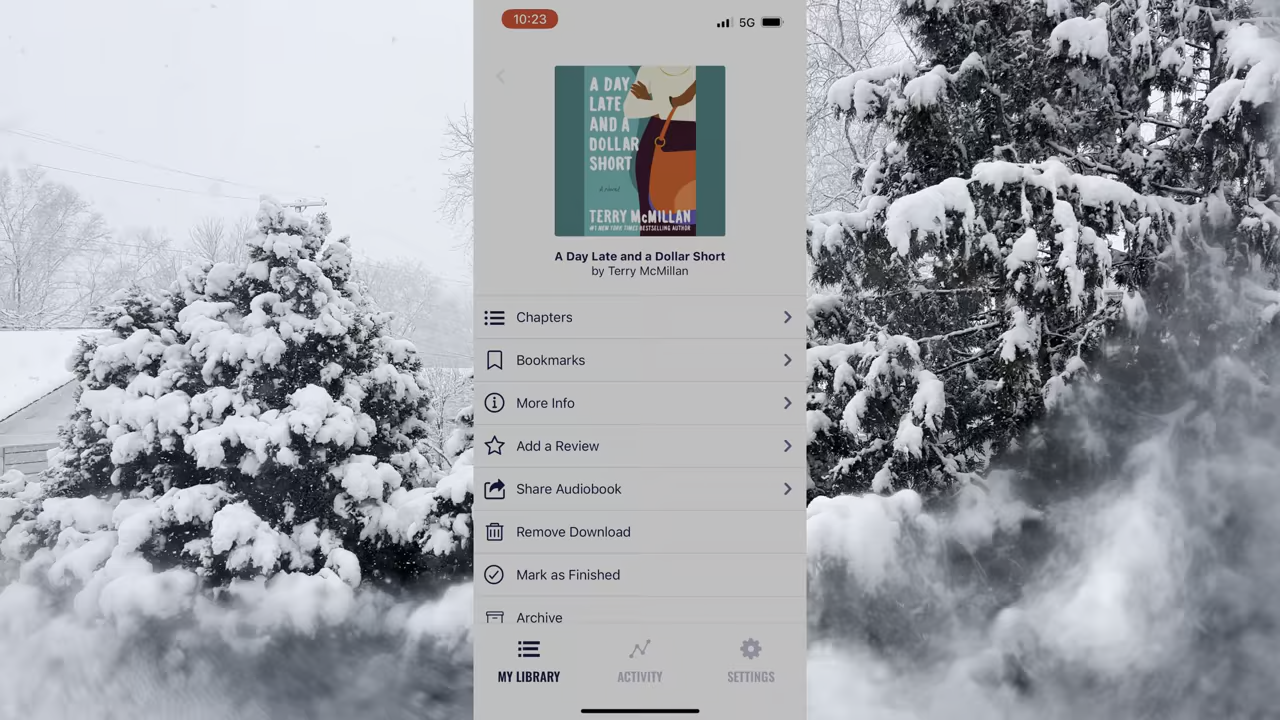 10:23
5G
A DAY
LATE
AND A
DOLLAR
SHORT
a novel
TERRY McMILLAN
#1 NEW YORK TIMES BESTSELLING AUTHOR
A Day Late and a Dollar Short
by Terry McMillan
Chapters
Bookmarks
More Info
Add a Review
Share Audiobook
Remove Download
Mark as Finished
Archive
MY LIBRARY
ACTIVITY
SETTINGS